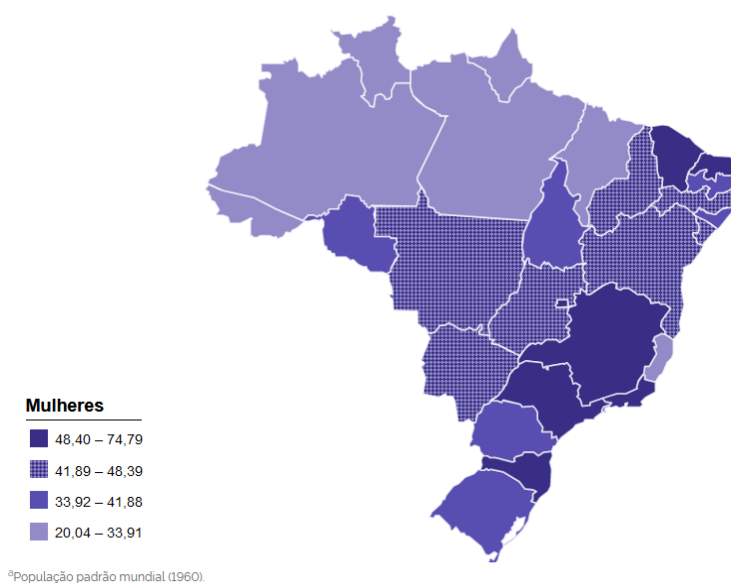 Mulheres
48,40 – 74,79
41,89 – 48,39
33,92 – 41,88
20,04 – 33,91
ªPopulação padrão mundial (1960).